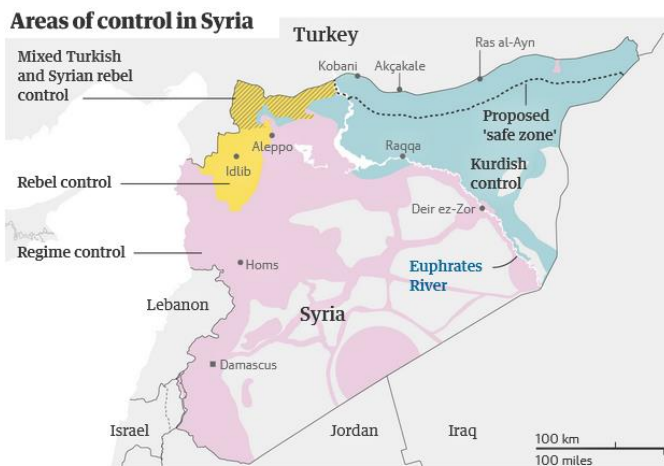 Areas of control in Syria
Turkey
Mixed Turkish
and Syrian rebel
control
Kobani
Akçakale
Ras al-Ayn
Proposed
'safe zone'
Aleppo
Raqqa
Idlib
Kurdish
control
Rebel control
Deir ez-Zor
Regime control
Homs
Euphrates
River
Lebanon
Syria
Damascus
Israel
Jordan
Iraq
100 km
100 miles